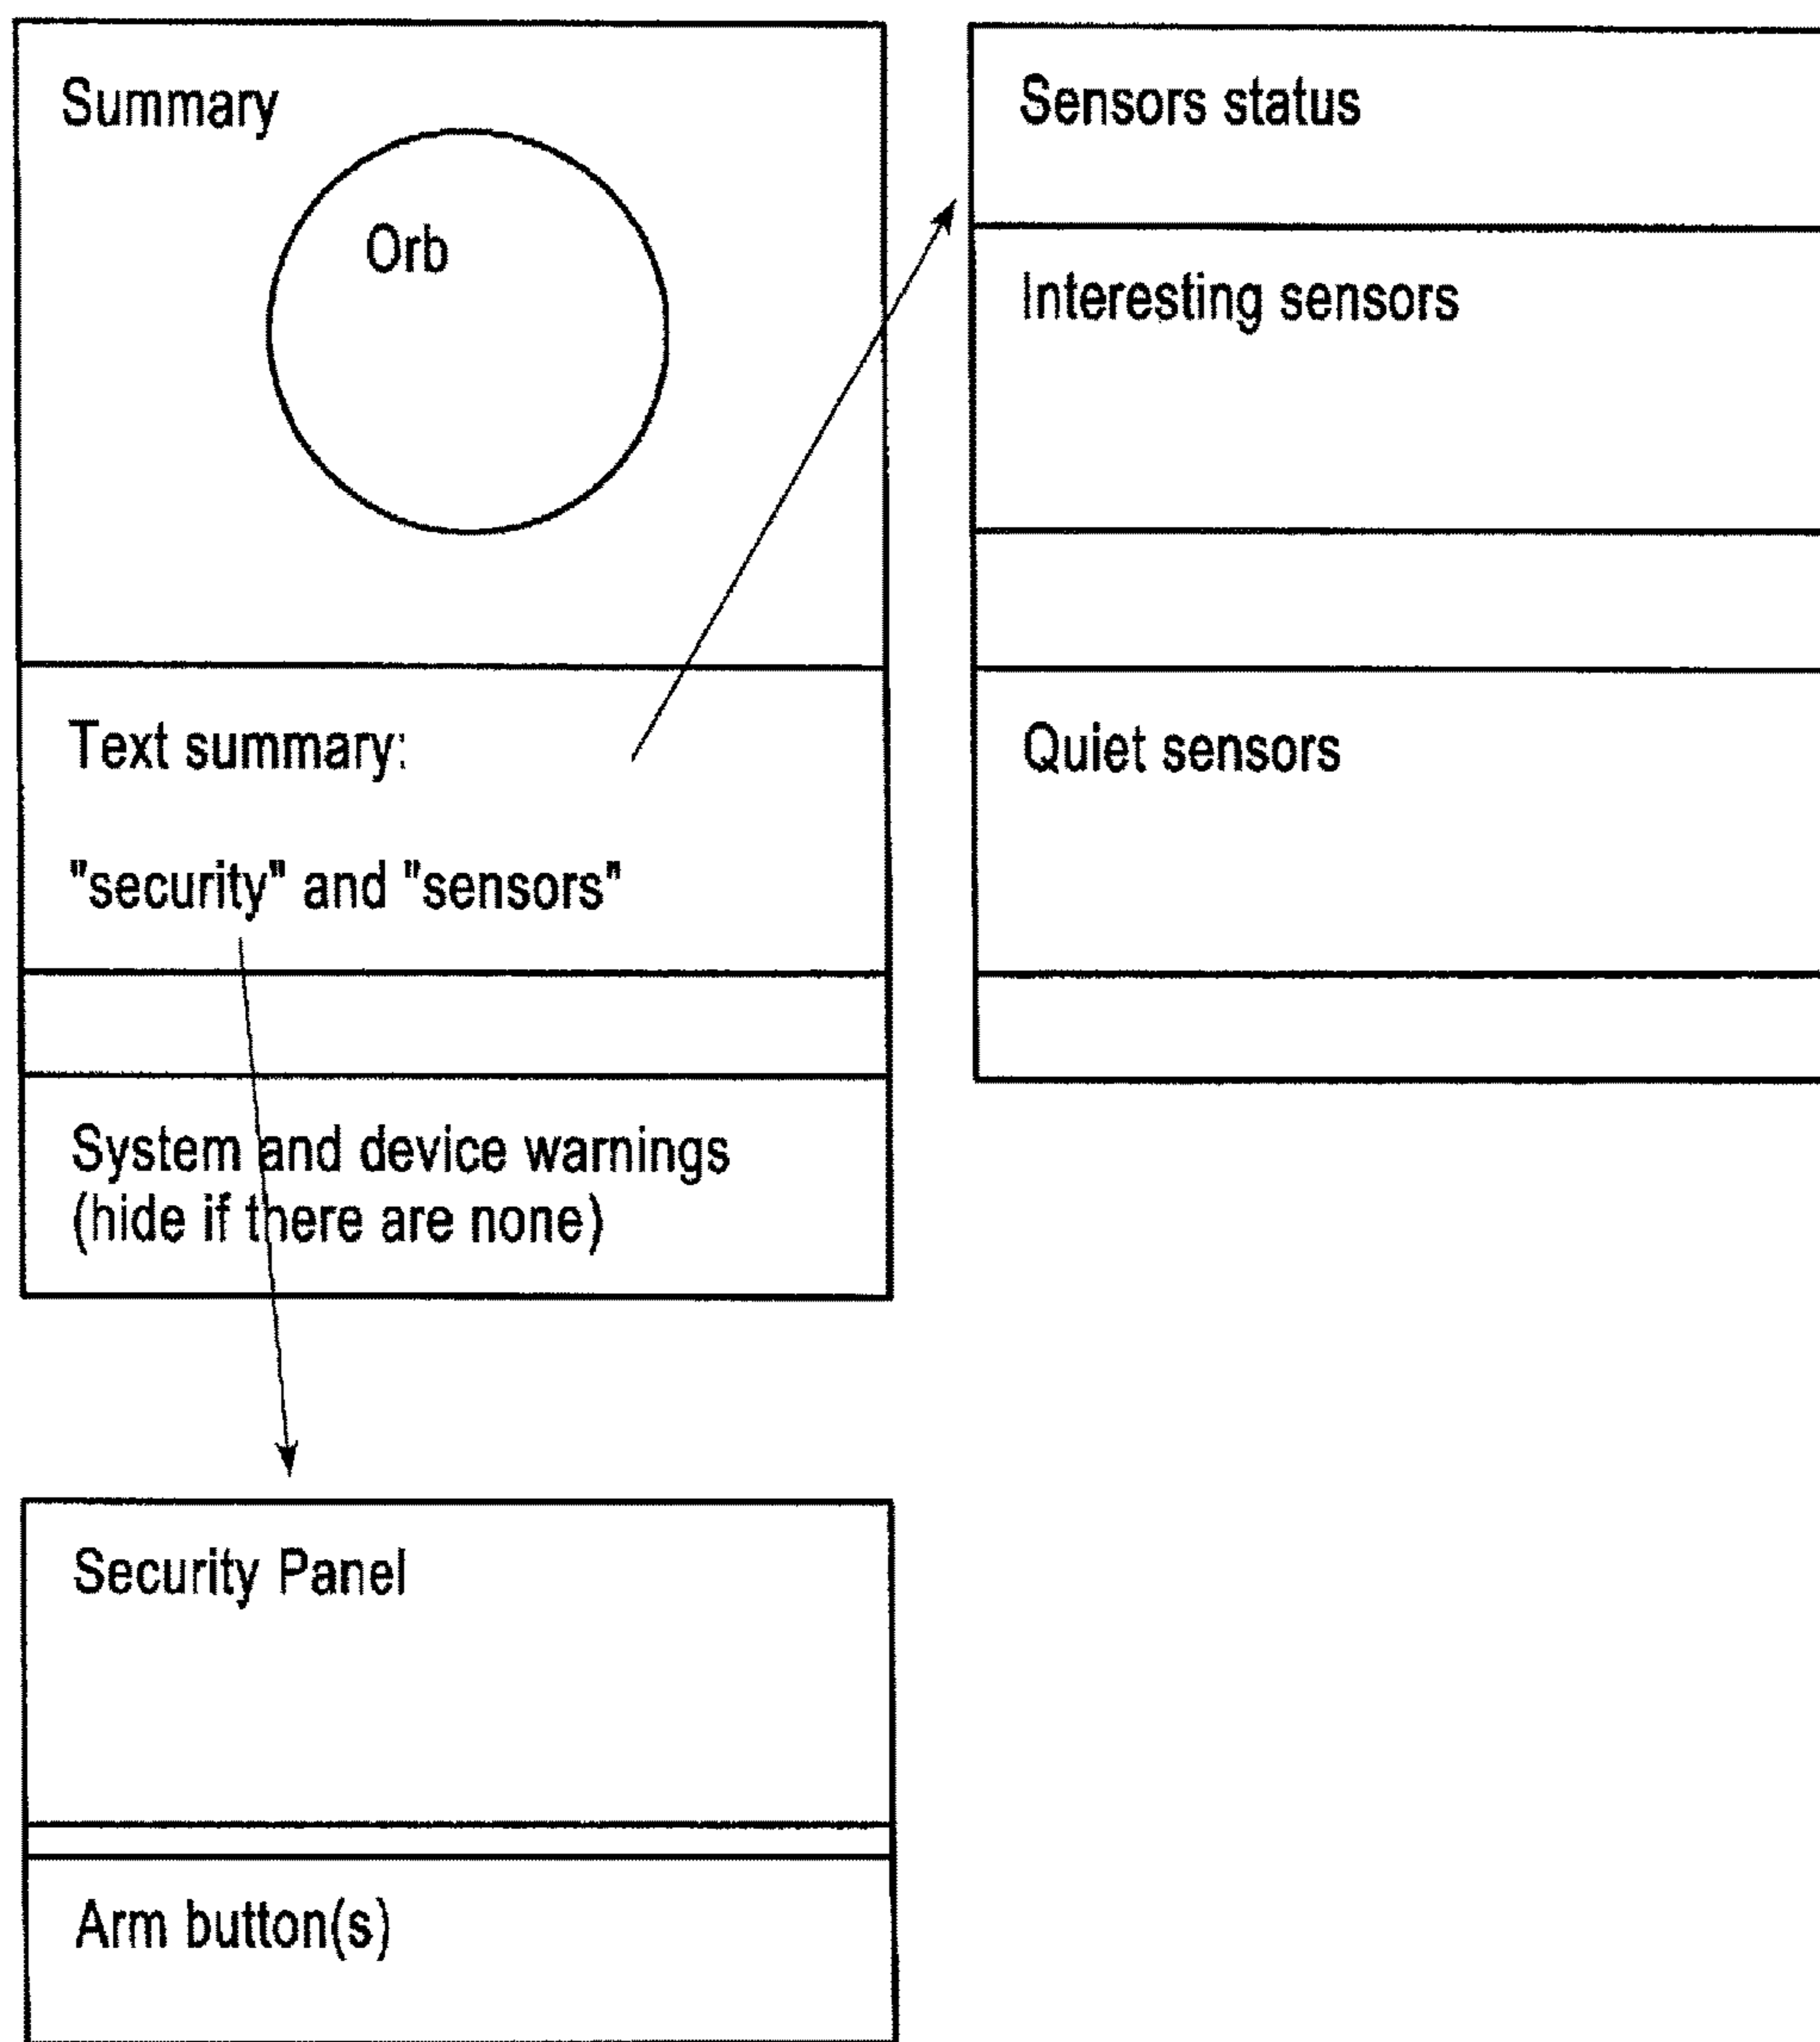 Summary
Orb
Text summary:
"security" and "sensors"
System and device warnings
(hide if there are none)
Sensors status
Interesting sensors
Quiet sensors
Security Panel
Arm button(s)